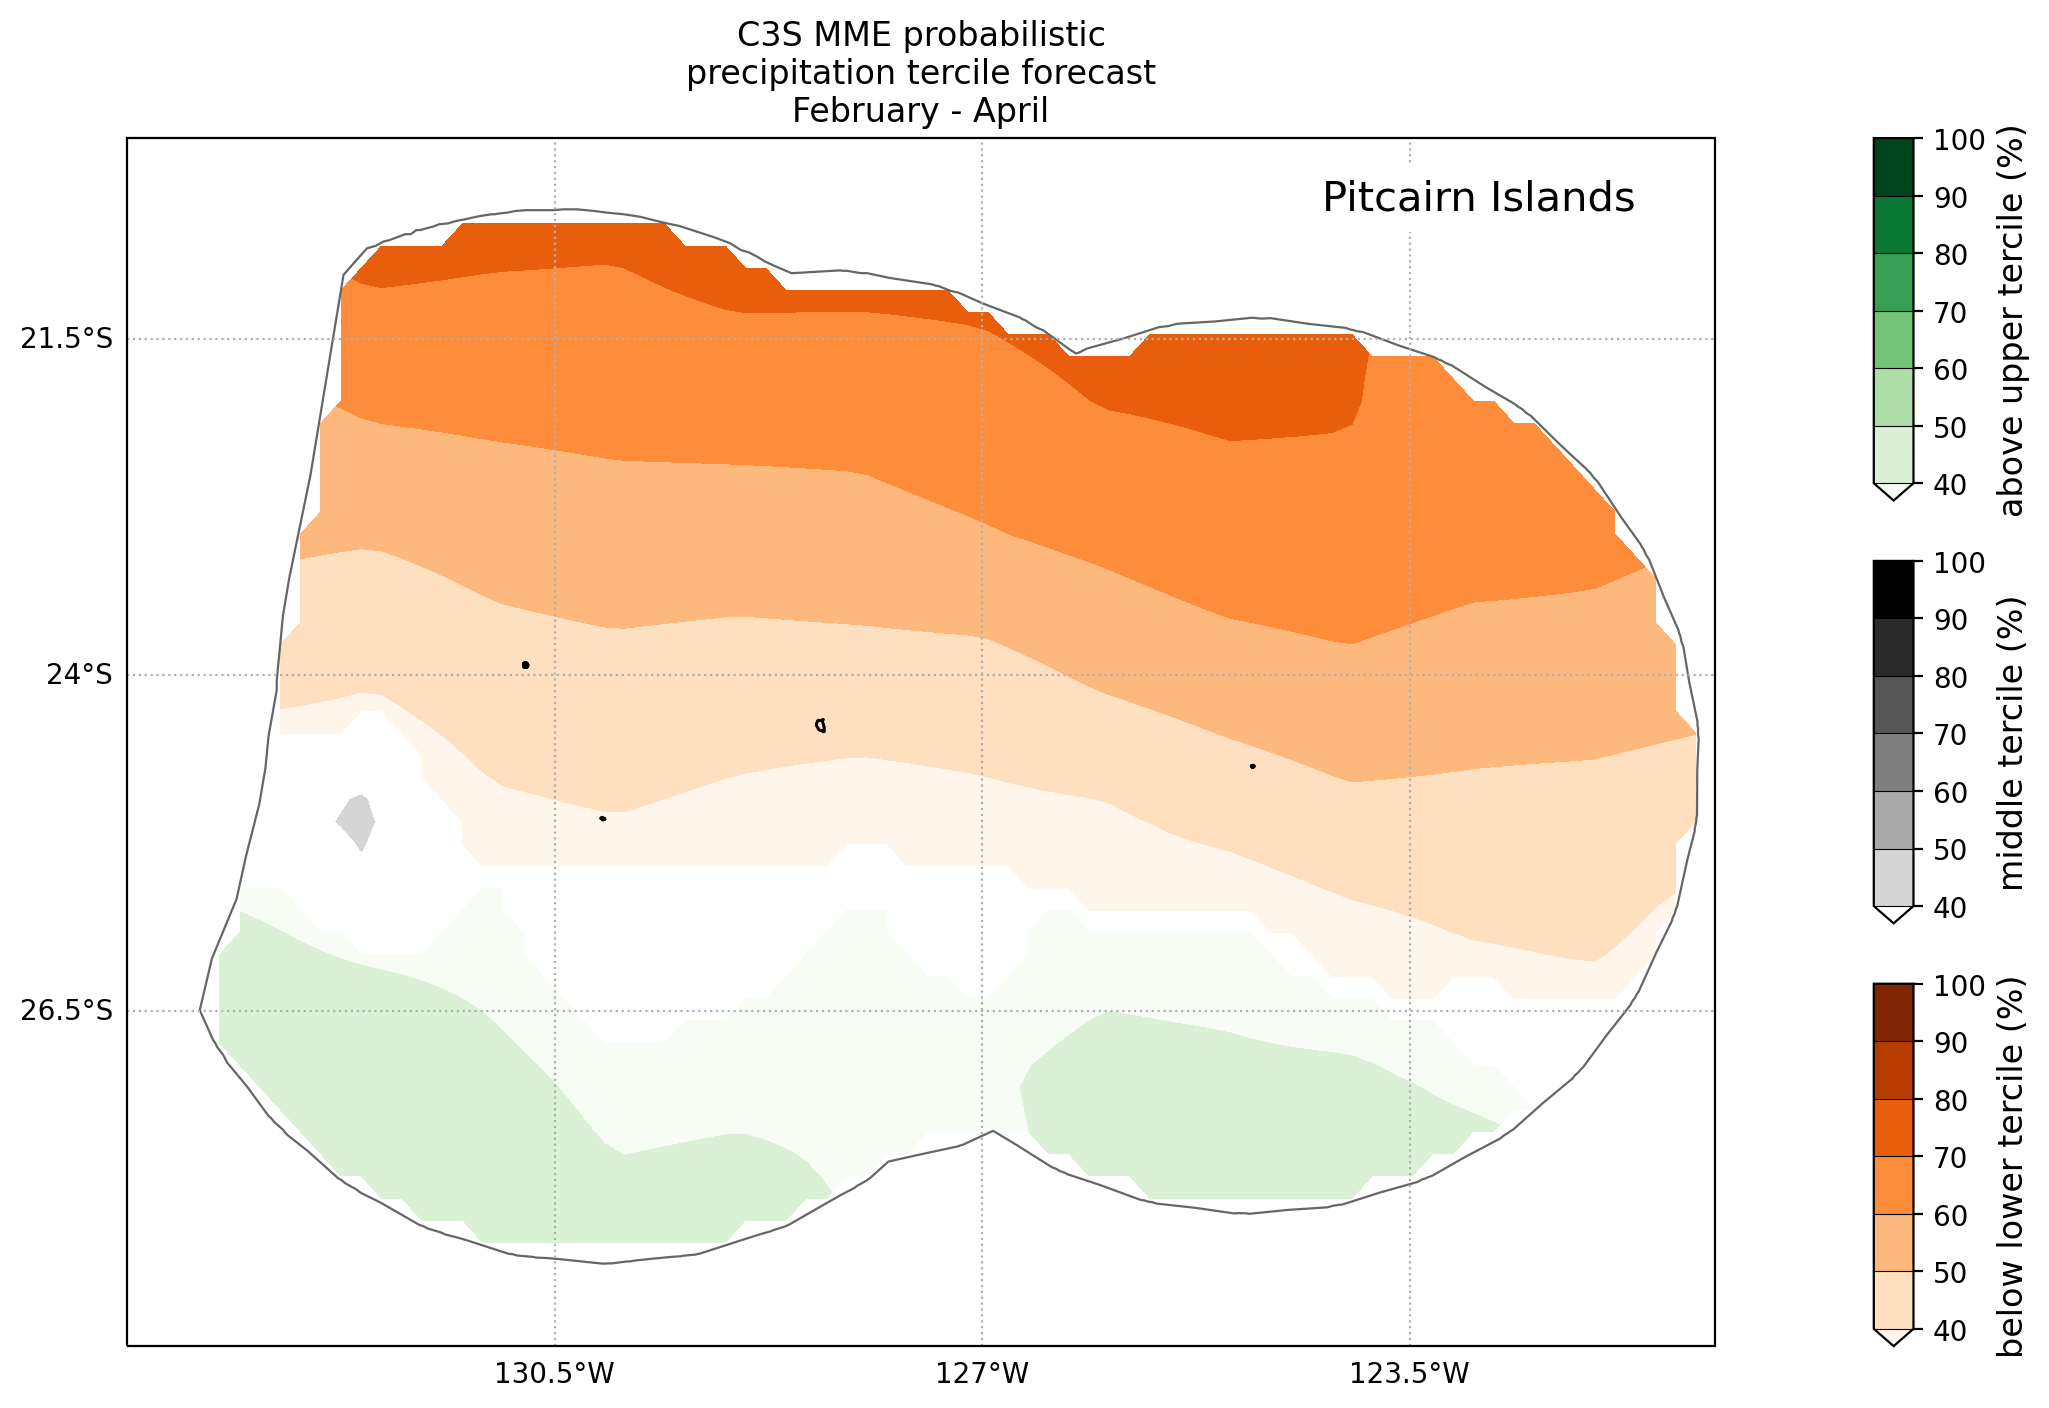 C3S MME probabilistic
precipitation tercile forecast
February - April
Pitcairn Islands
21.5°S
24°S
26.5°S
130.5°W
127°W
123.5°W
100
90
80
70
60
50
40
above upper tercile (%)
100
90
80
70
60
50
40
middle tercile (%)
100
90
80
70
60
50
40
below lower tercile (%)